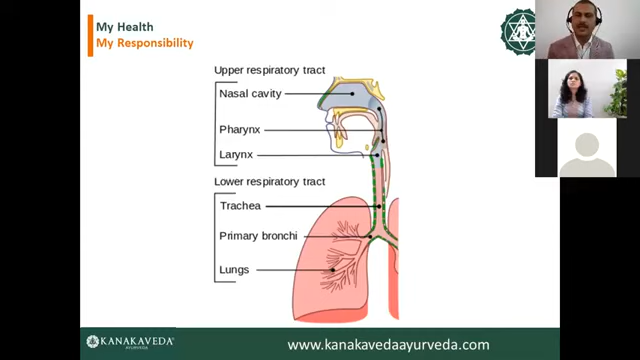 My Health
My Responsibility
Upper respiratory tract
Nasal cavity
Pharynx
Larynx
Lower respiratory tract
Trachea
Primary bronchi
Lungs
KANAKAVEDA
AYURVEDA
www.kanakavedaayurveda.com